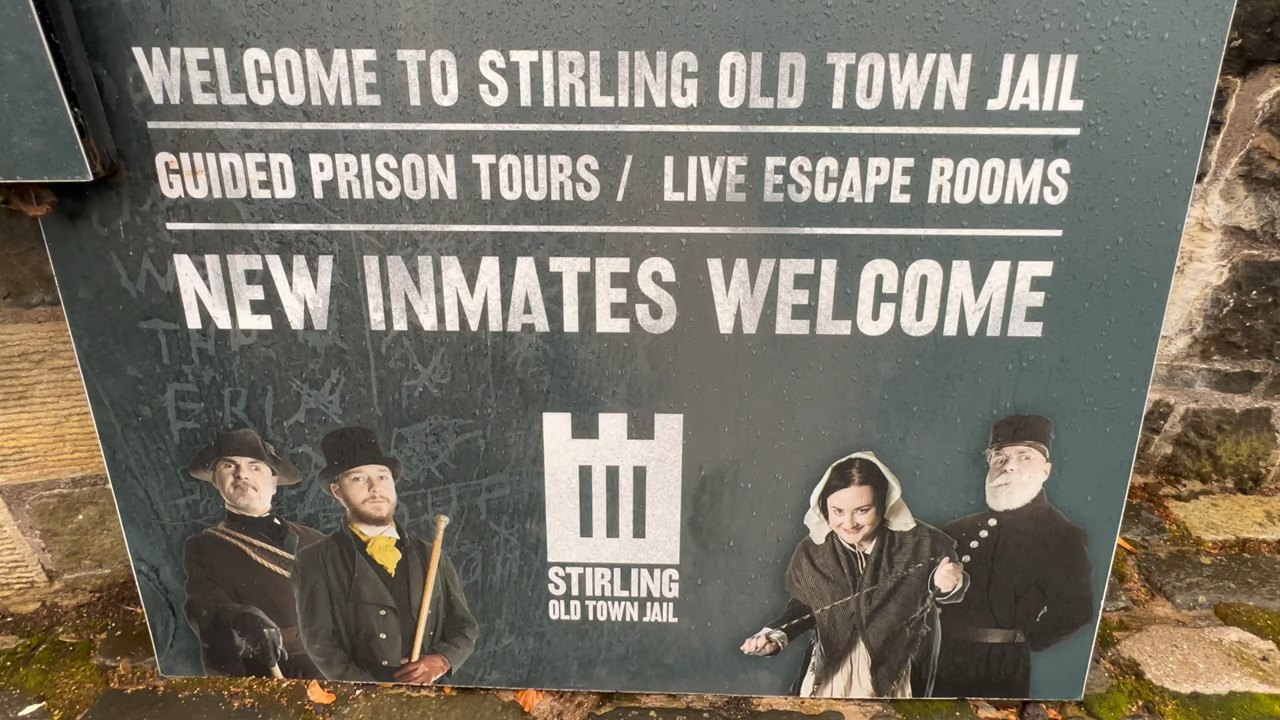 WELCOME TO STIRLING OLD TOWN JAIL
GUIDED PRISON TOURS / LIVE ESCAPE ROOMS
NEW INMATES WELCOME
STIRLING
OLD TOWN JAIL